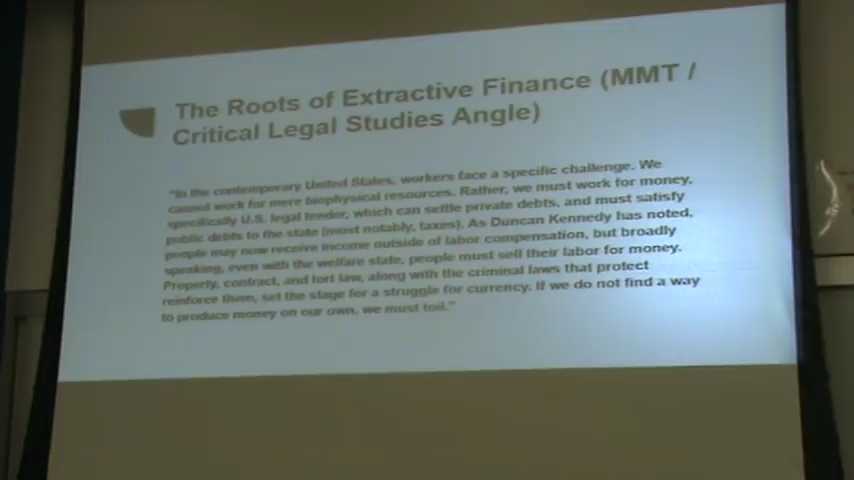 The Roots of Extractive Finance (MMT /
Critical Legal Studies Angle)
"In the contemporary United States, workers face a specific challenge. We
cannot work for mere biophysical resources. Rather, we must work for money,
specifically U.S. legal tender, which can settle private debts, and must satisfy
public debts to the state (most notably, taxes). As Duncan Kennedy has noted,
people may now receive income outside of labor compensation, but broadly
speaking, even with the welfare state, people must sell their labor for money.
Property, contract, and tort law, along with the criminal laws that protect
reinforce them, set the stage for a struggle for currency. If we do not find a way
to produce money on our own, we must toil."